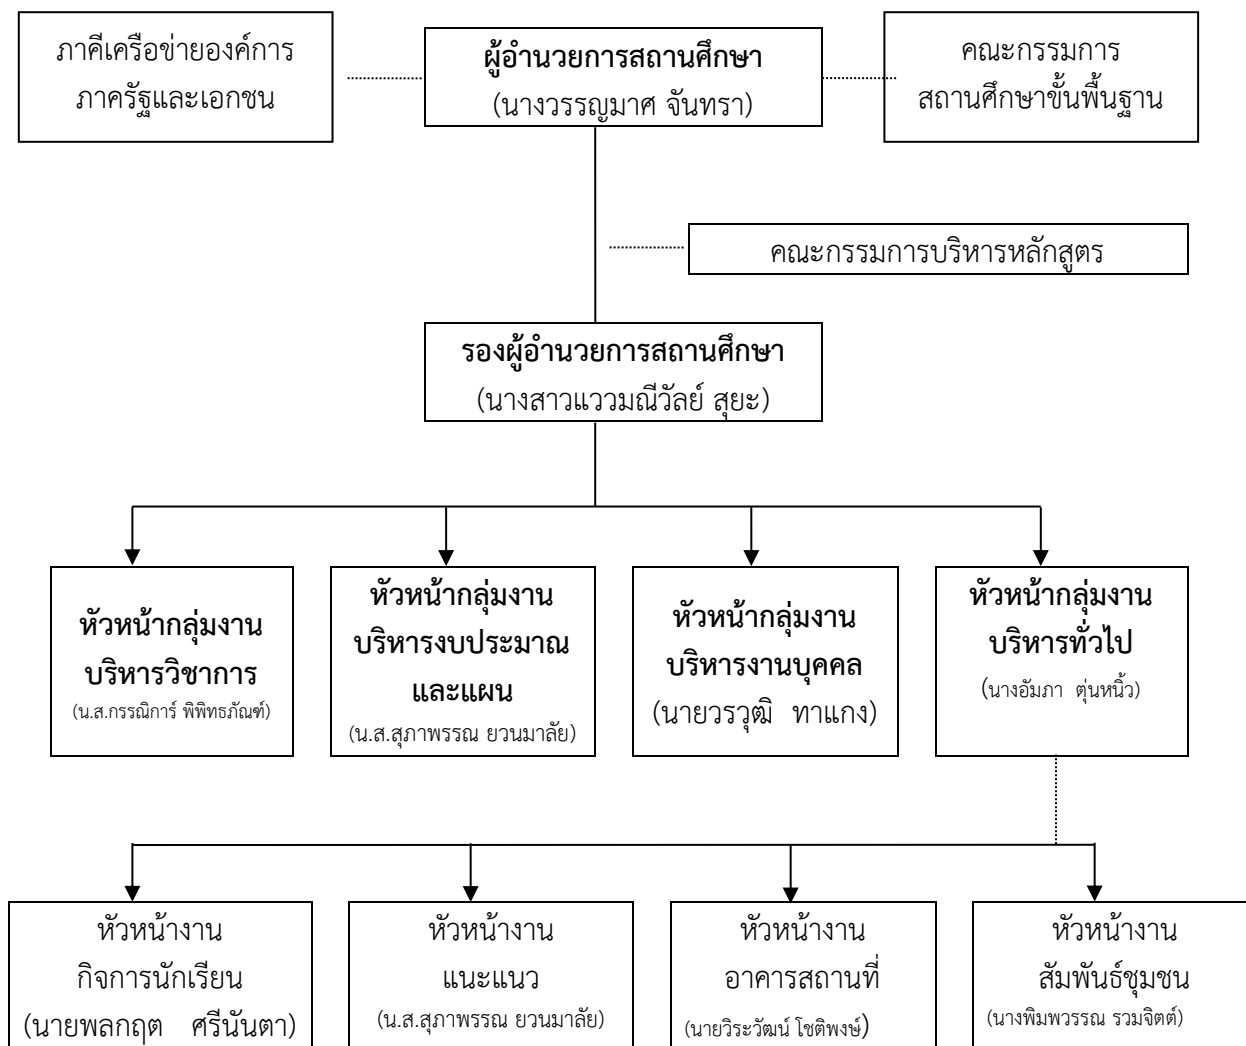 ภาคีเครือข่ายองค์การ
ภาครัฐและเอกชน
ผู้อำนวยการสถานศึกษา
(นางวรรญมาศ จันทรา)
คณะกรรมการ
สถานศึกษาขั้นพื้นฐาน
คณะกรรมการบริหารหลักสูตร
รองผู้อำนวยการสถานศึกษา
(นางสาวแววมณีวัลย์ สุยะ)
หัวหน้ากลุ่มงาน
บริหารวิชาการ
(น.ส.กรรณิการ์ พิพิทธภัณฑ์)
หัวหน้ากลุ่มงาน
บริหารงบประมาณ
และแผน
(น.ส.สุภาพรรณ ยวนมาลัย)
หัวหน้ากลุ่มงาน
บริหารงานบุคคล
(นายวรวุฒิ ทาแกง)
หัวหน้ากลุ่มงาน
บริหารทั่วไป
(นางอัมภา ตุ่นหนิ้ว)
หัวหน้างาน
กิจการนักเรียน
(นายพลกฤต ศรีนันตา)
หัวหน้างาน
แนะแนว
(น.ส.สุภาพรรณ ยวนมาลัย)
หัวหน้างาน
อาคารสถานที่
(นายวิระวัฒน์ โชติพงษ์)
หัวหน้างาน
สัมพันธ์ชุมชน
(นางพิมพวรรณ รวมจิตต์)